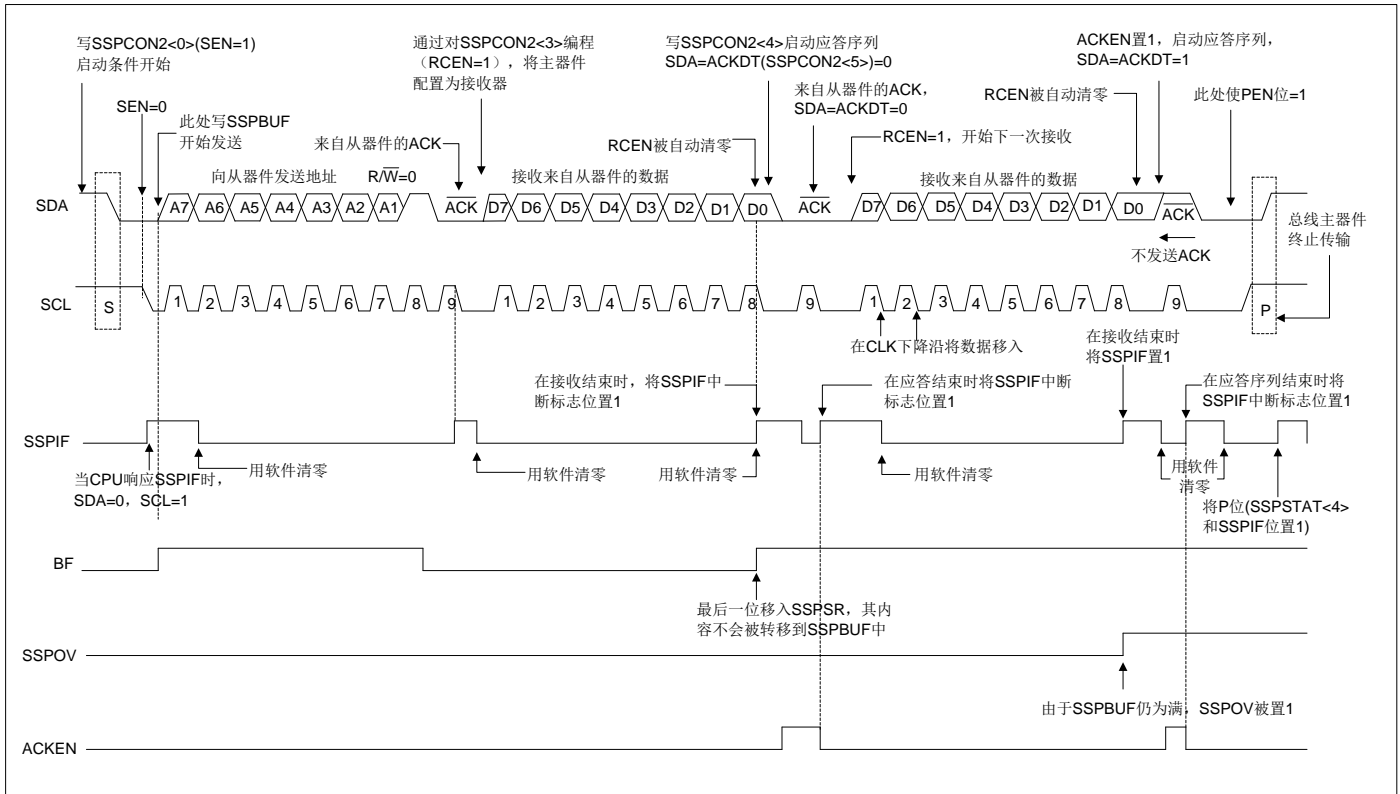 写SSPCON2<0>(SEN=1)
启动条件开始
SEN=0
此处写SSPBUF
开始发送
通过对SSPCON2<3>编程
（RCEN=1），将主器件
配置为接收器
来自从器件的ACK
写SSPCON2<4>启动应答序列
SDA=ACKDT(SSPCON2<5>)=0
来自从器件的ACK，
SDA=ACKDT=0
RCEN被自动清零
RCEN=1，开始下一次接收
ACKEN置1，启动应答序列，
SDA=ACKDT=1
RCEN被自动清零
此处使PEN位=1
向从器件发送地址
R/W=0
接收来自从器件的数据
接收来自从器件的数据
SDA
A7 A6 A5 A4 A3 A2 A1 ACK D7 D6 D5 D4 D3 D2 D1 D0 ACK D7 D6 D5 D4 D3 D2 D1 D0 ACK
不发送ACK
总线主器件
终止传输
SCL
S 1 2 3 4 5 6 7 8 9 1 2 3 4 5 6 7 8 9 1 2 3 4 5 6 7 8 9 P
在CLK下降沿将数据移入
在接收结束时
将SSPIF置1
在接收结束时，将SSPIF中
断标志位置1
在应答结束时将SSPIF中断
标志位置1
在应答序列结束时将
SSPIF中断标志位置1
SSPIF
当CPU响应SSPIF时，
SDA=0，SCL=1
用软件清零
用软件清零
用软件清零
用软件清零
用软件
清零
将P位(SSPSTAT<4>
和SSPIF位置1)
BF
最后一位移入SSPSR，其内
容不会被转移到SSPBUF中
SSPOV
由于SSPBUF仍为满，SSPOV被置1
ACKEN